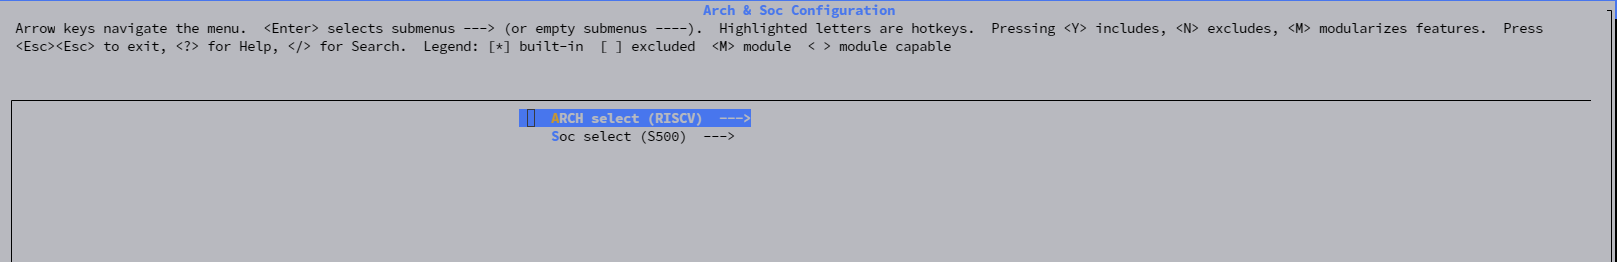 Arch & Soc Configuration
Arrow keys navigate the menu.  <Enter> selects submenus ---> (or empty submenus ----).  Highlighted letters are hotkeys.  Pressing <Y> includes, <N> excludes, <M> modularizes features.  Press
<Esc><Esc> to exit, <?> for Help, </> for Search.  Legend: [*] built-in  [ ] excluded  <M> module  < > module capable
ARCH select (RISCV)  --->
Soc select (S500)  --->